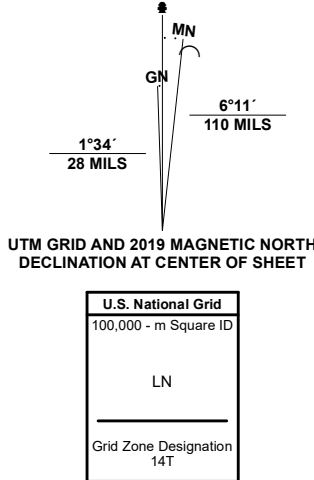 MN
GN
6°11´
110 MILS
1°34´
28 MILS
UTM GRID AND 2019 MAGNETIC NORTH
DECLINATION AT CENTER OF SHEET
U.S. National Grid
100,000 - m Square ID
LN
Grid Zone Designation
14T